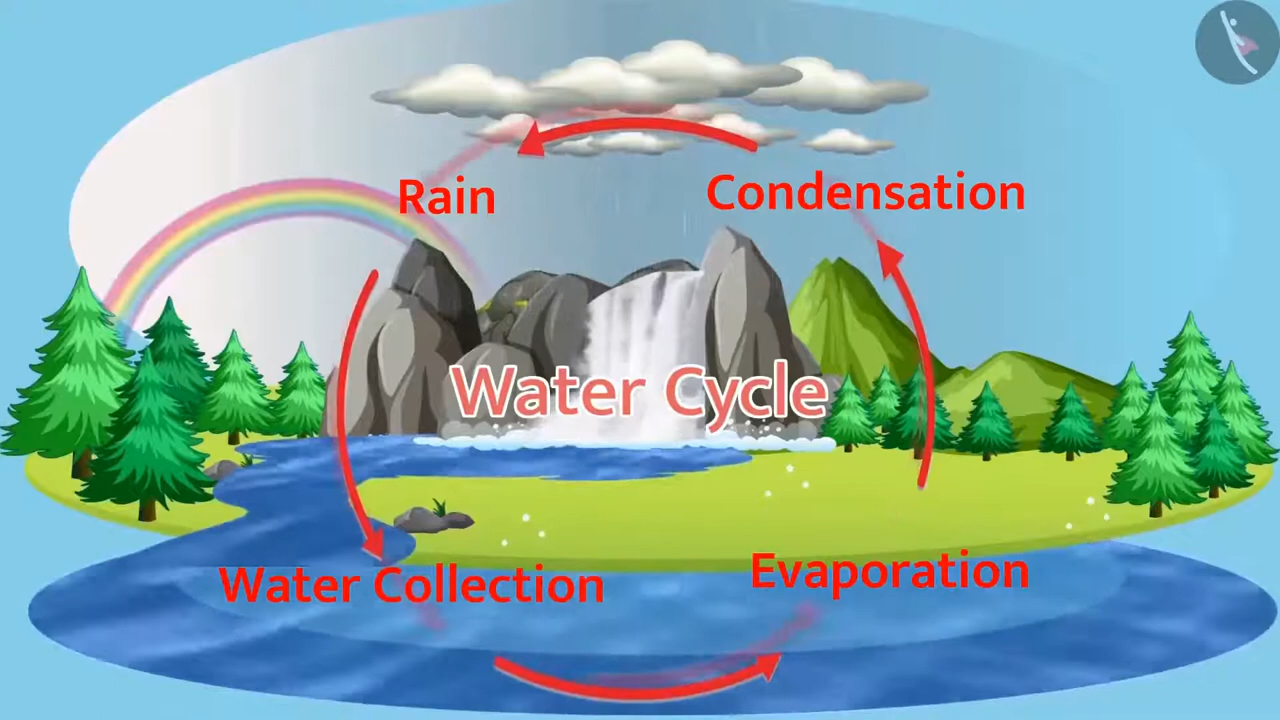 Rain
Condensation
Water Cycle
Water Collection
Evaporation